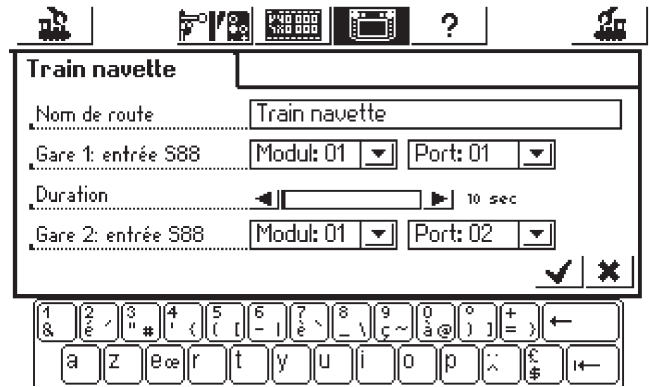 ?
Train navette
Nom de route Train navette
Gare 1: entrée S88 Modul: 01 Port: 01
Duration 10 sec
Gare 2: entrée S88 Modul: 01 Port: 02
1 & 2 é ´ 3 " # 4 ' { 5 ( [ 6 - | 7 è ` 8 _ \ 9 ç ~ 0 à @ ° ) ] + = } ←
a z e œ r t y u i o p ¨ ^ £ $